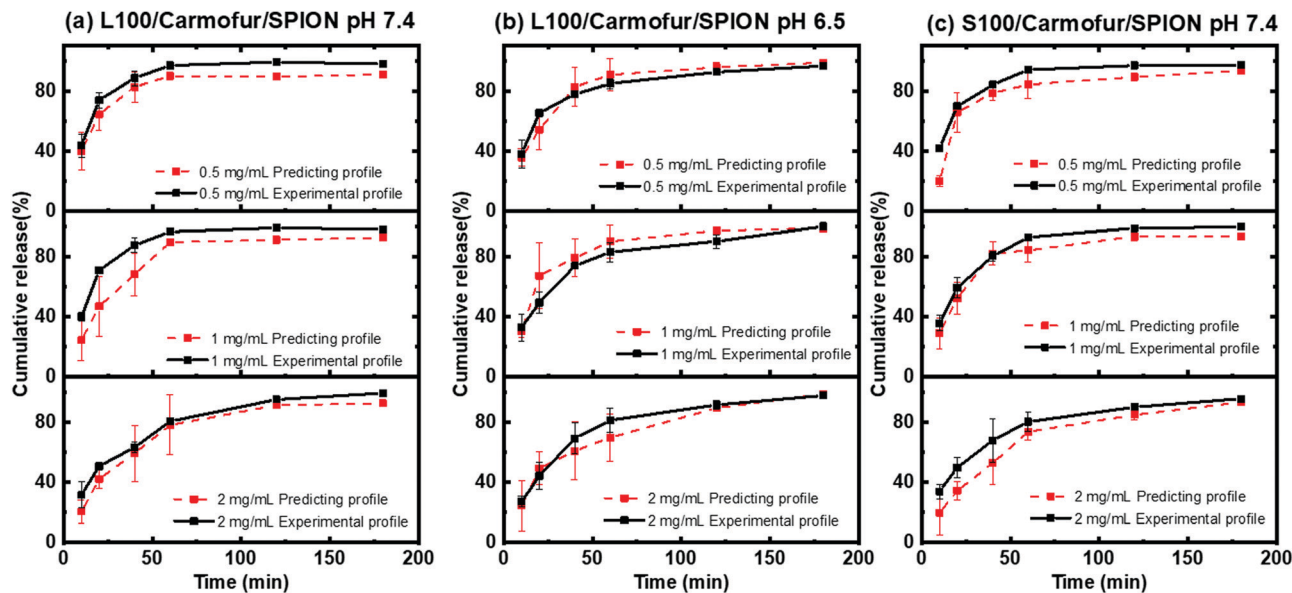 (a) L100/Carmofur/SPION pH 7.4
(b) L100/Carmofur/SPION pH 6.5
(c) S100/Carmofur/SPION pH 7.4
Cumulative release(%)
80
40
0
0.5 mg/mL Predicting profile
0.5 mg/mL Experimental profile
80
40
0
1 mg/mL Predicting profile
1 mg/mL Experimental profile
80
40
0
2 mg/mL Predicting profile
2 mg/mL Experimental profile
0 50 100 150 200
Time (min)
Cumulative release(%)
80
40
0
0.5 mg/mL Predicting profile
0.5 mg/mL Experimental profile
80
40
0
1 mg/mL Predicting profile
1 mg/mL Experimental profile
80
40
0
2 mg/mL Predicting profile
2 mg/mL Experimental profile
0 50 100 150 200
Time (min)
Cumulative release(%)
80
40
0
0.5 mg/mL Predicting profile
0.5 mg/mL Experimental profile
80
40
0
1 mg/mL Predicting profile
1 mg/mL Experimental profile
80
40
0
2 mg/mL Predicting profile
2 mg/mL Experimental profile
0 50 100 150 200
Time (min)